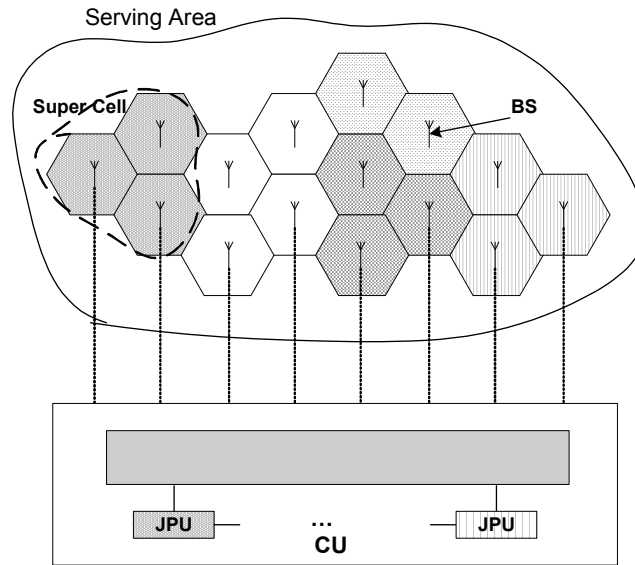 Serving Area
Super Cell
BS
JPU
...
JPU
CU